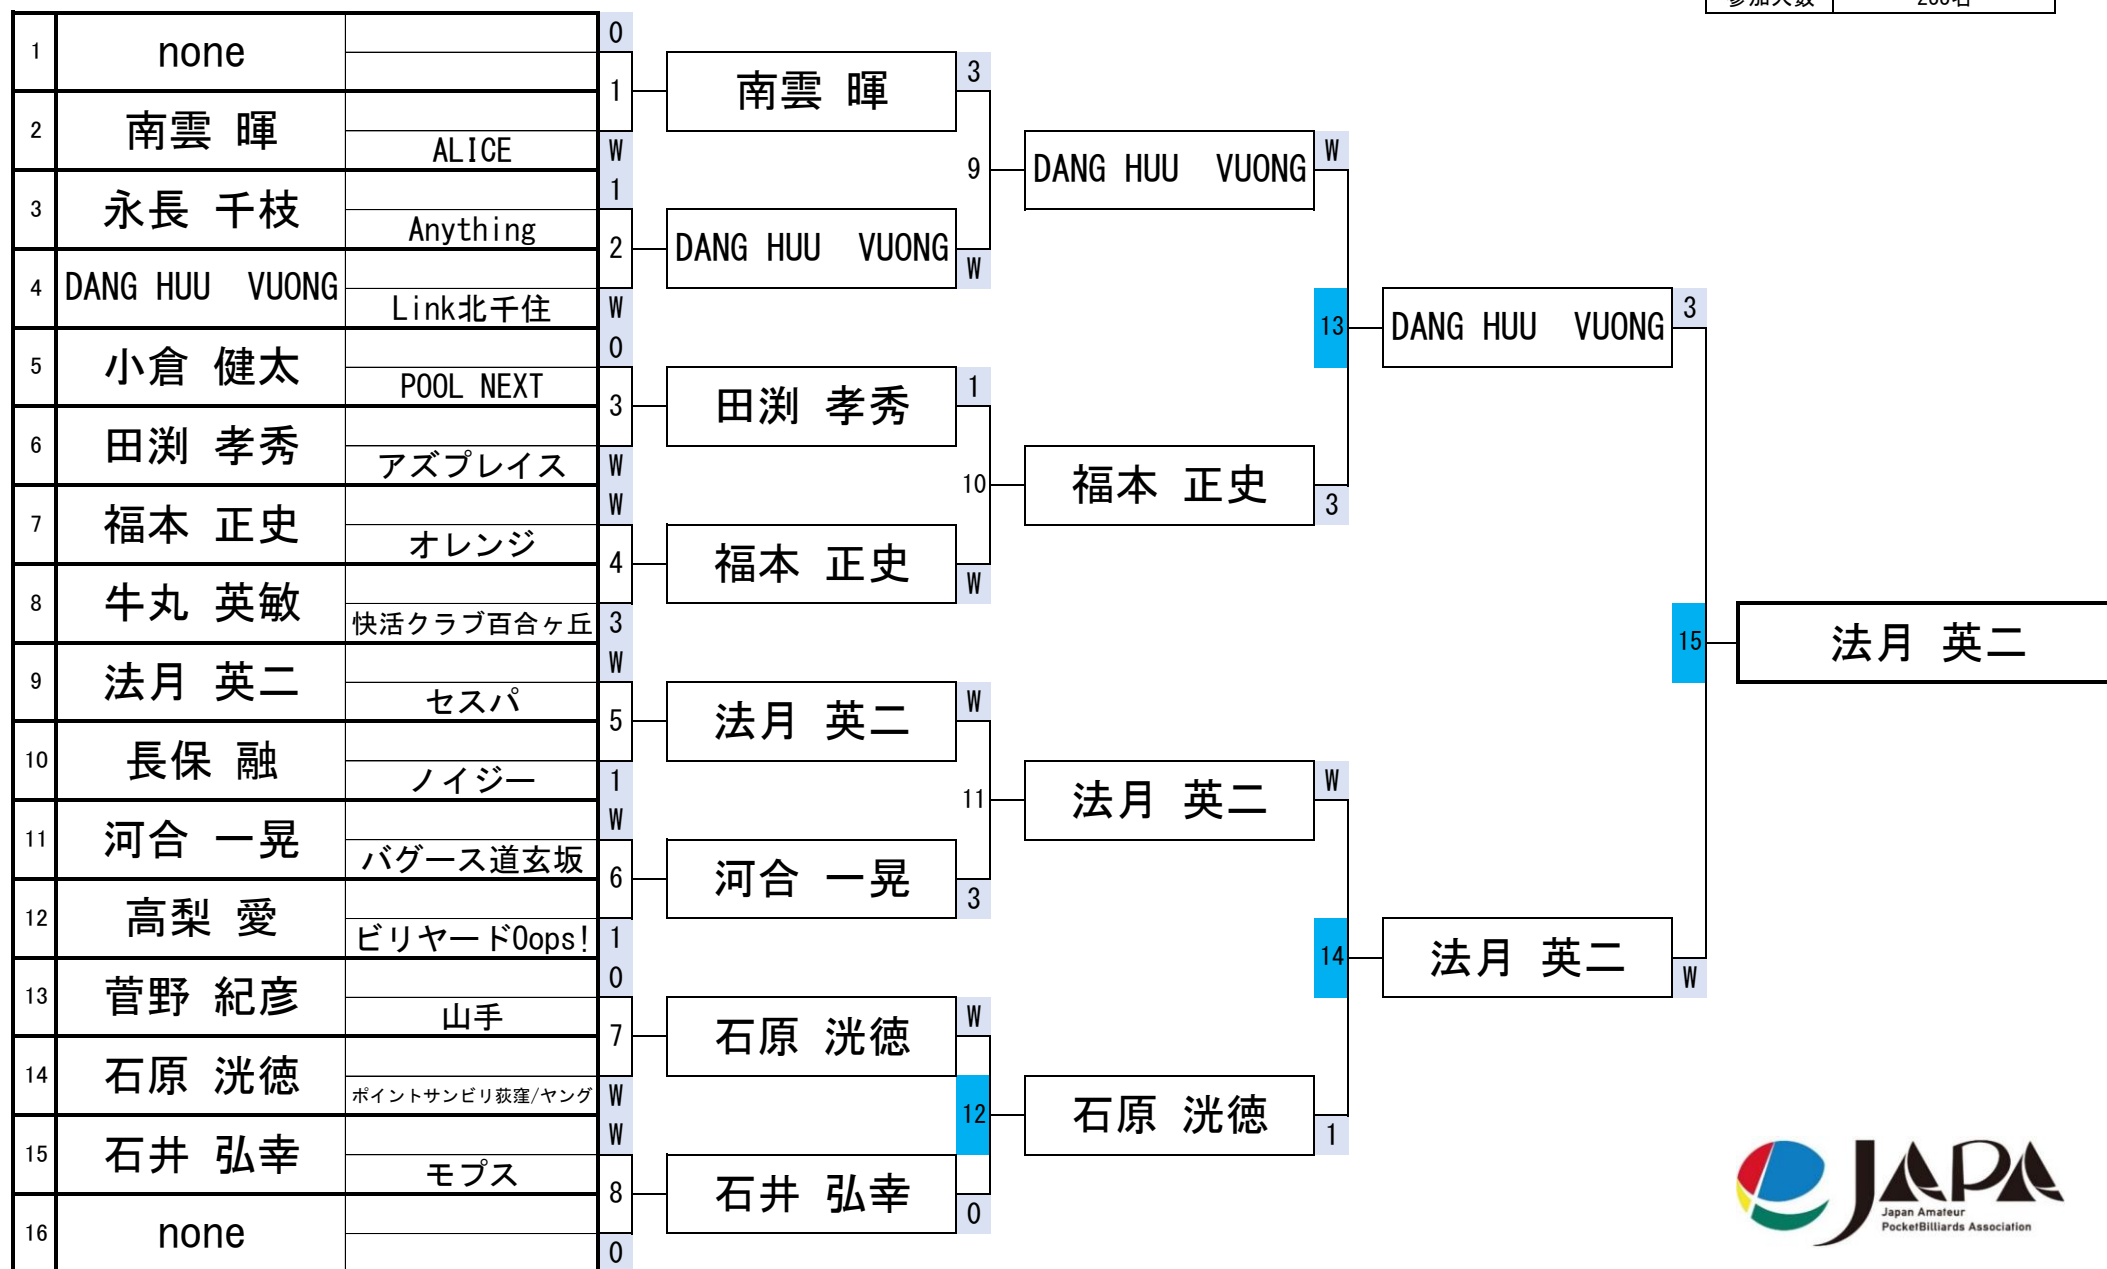 1 none 0
1
2 南雲 暉 ALICE W
3 永長 千枝 Anything 1
2
4 DANG HUU VUONG Link北千住 W
5 小倉 健太 POOL NEXT 0
3
6 田渕 孝秀 アズプレイス W
7 福本 正史 オレンジ W
4
8 牛丸 英敏 快活クラブ百合ヶ丘 3
9 法月 英二 セスパ W
5
10 長保 融 ノイジー 1
11 河合 一晃 バグース道玄坂 W
6
12 高梨 愛 ビリヤードOops! 1
13 菅野 紀彦 山手 0
7
14 石原 洸徳 ポイントサンビリ荻窪/ヤング W
15 石井 弘幸 モプス W
8
16 none 0
南雲 暉 3
9
DANG HUU VUONG W
田渕 孝秀 1
10
福本 正史 W
法月 英二 W
11
河合 一晃 3
石原 洸徳 W
12
石井 弘幸 0
DANG HUU VUONG W
13
福本 正史 3
法月 英二 W
14
石原 洸徳 1
DANG HUU VUONG 3
15
法月 英二 W
法月 英二
JAPA
Japan Amateur
PocketBilliards Association